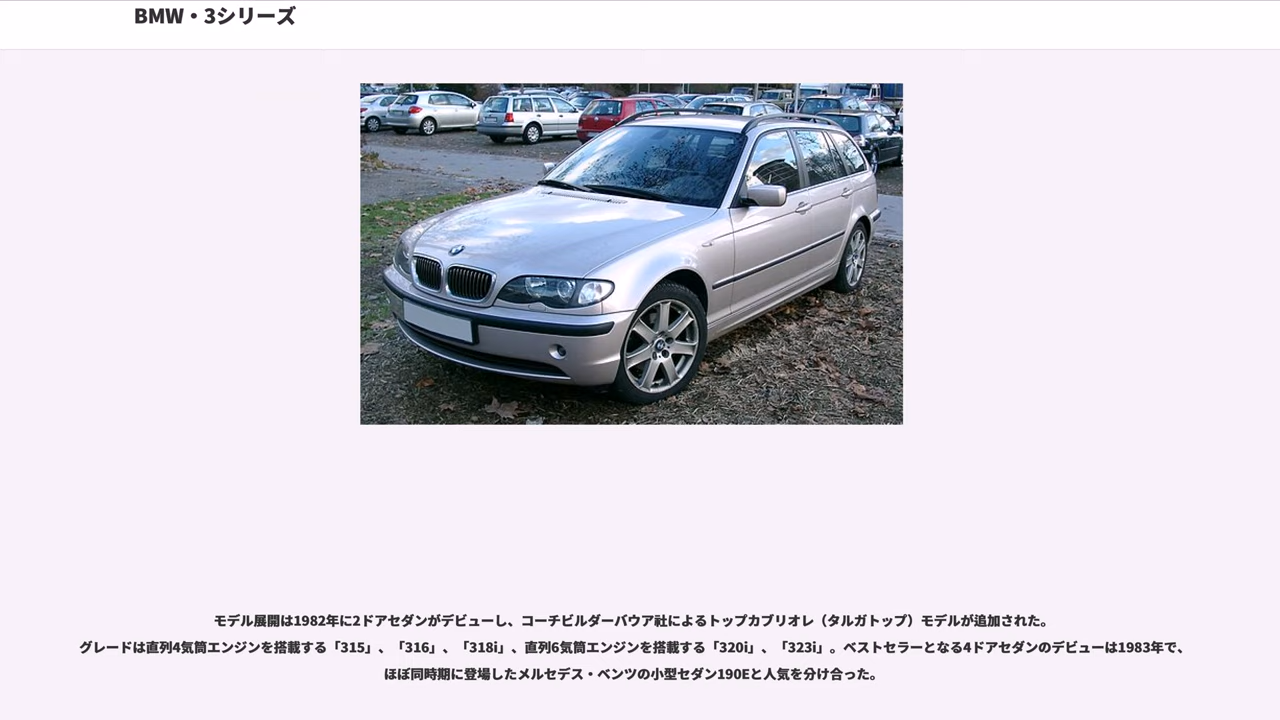 BMW・3シリーズ
モデル展開は1982年に2ドアセダンがデビューし、コーチビルダーバウア社によるトップカブリオレ（タルガトップ）モデルが追加された。
グレードは直列4気筒エンジンを搭載する「315」、「316」、「318i」、直列6気筒エンジンを搭載する「320i」、「323i」。ベストセラーとなる4ドアセダンのデビューは1983年で、
ほぼ同時期に登場したメルセデス・ベンツの小型セダン190Eと人気を分け合った。